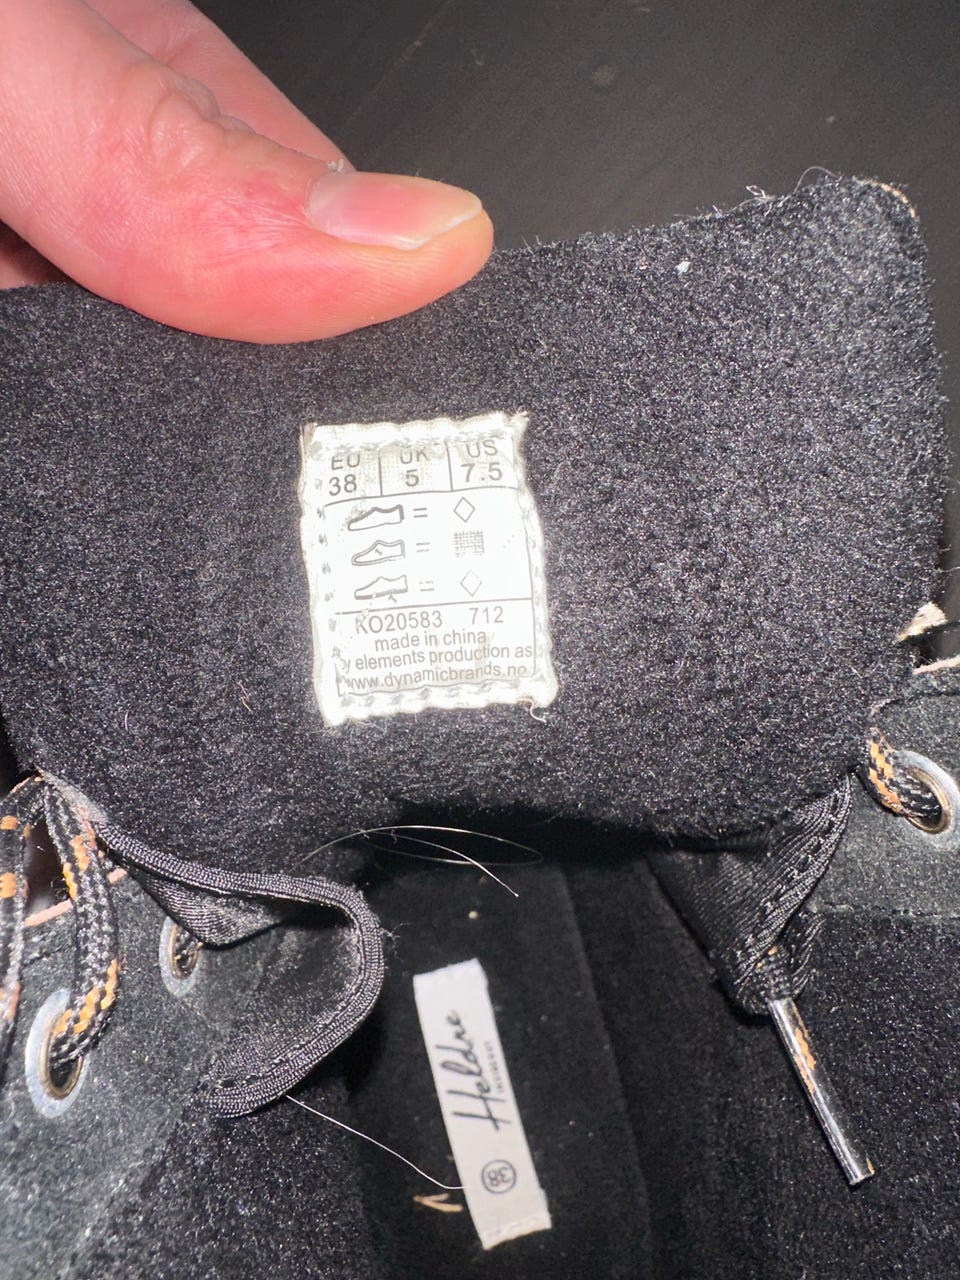 EU UK US
38 5 7.5
=
=
=
KO20583 712
made in china
y elements production as
www.dynamicbrands.no
Heldre
38